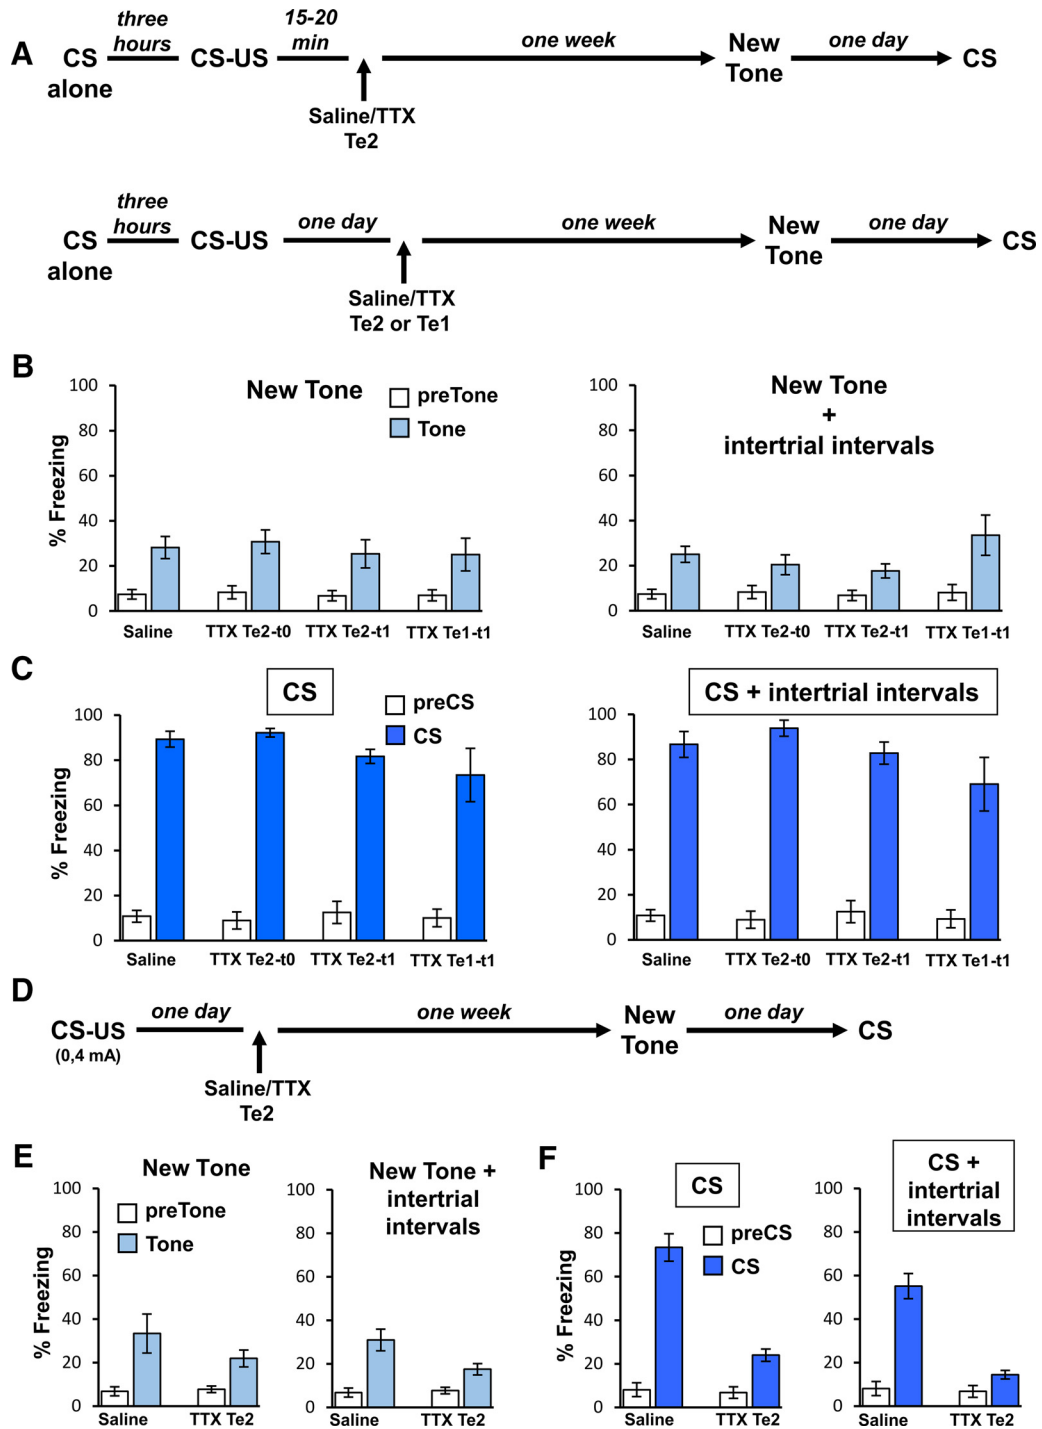 A
three
hours
15-20
min
one week
New
Tone
one day
CS
alone
CS-US
CS
Saline/TTX
Te2
three
hours
one day
one week
New
Tone
one day
CS
alone
CS-US
CS
Saline/TTX
Te2 or Te1
B
New Tone
preTone
Tone
% Freezing
100
80
60
40
20
0
Saline
TTX Te2-t0
TTX Te2-t1
TTX Te1-t1
New Tone
+
intertrial intervals
100
80
60
40
20
0
Saline
TTX Te2-t0
TTX Te2-t1
TTX Te1-t1
C
CS
preCS
CS
% Freezing
100
80
60
40
20
0
Saline
TTX Te2-t0
TTX Te2-t1
TTX Te1-t1
CS + intertrial intervals
100
80
60
40
20
0
Saline
TTX Te2-t0
TTX Te2-t1
TTX Te1-t1
D
CS-US
(0,4 mA)
one day
one week
New
Tone
one day
CS
Saline/TTX
Te2
E
New Tone
preTone
Tone
% Freezing
100
80
60
40
20
0
Saline
TTX Te2
New Tone +
intertrial
intervals
100
80
60
40
20
0
Saline
TTX Te2
F
CS
preCS
CS
% Freezing
100
80
60
40
20
0
Saline
TTX Te2
CS +
intertrial
intervals
100
80
60
40
20
0
Saline
TTX Te2